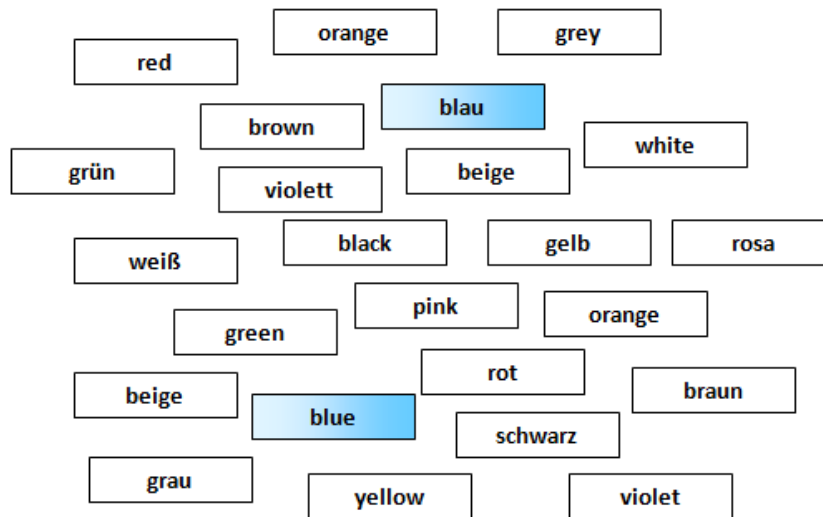 orange
grey
red
blau
brown
white
grün
beige
violett
black
gelb
rosa
weiß
pink
orange
green
rot
braun
beige
blue
schwarz
grau
yellow
violet